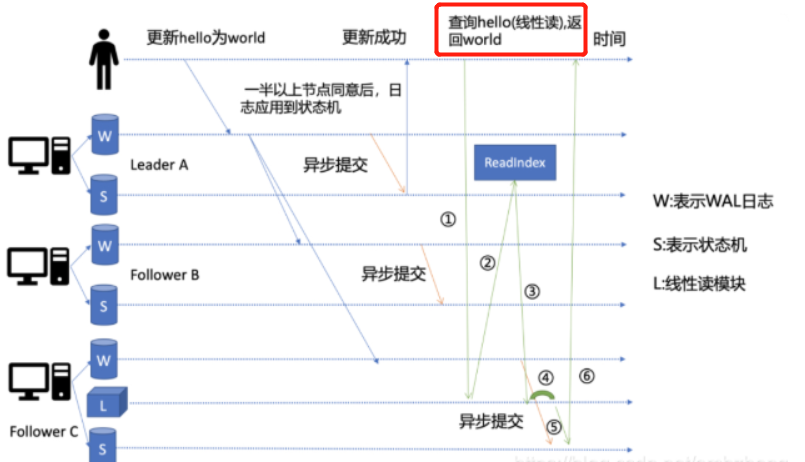 更新hello为world
更新成功
查询hello(线性读),返
回world
时间
一半以上节点同意后，日
志应用到状态机
W
Leader A
异步提交
ReadIndex
S
①
W:表示WAL日志
W
②
S:表示状态机
Follower B
异步提交
③
L:线性读模块
S
W
④
⑥
L
异步提交
⑤
Follower C
S